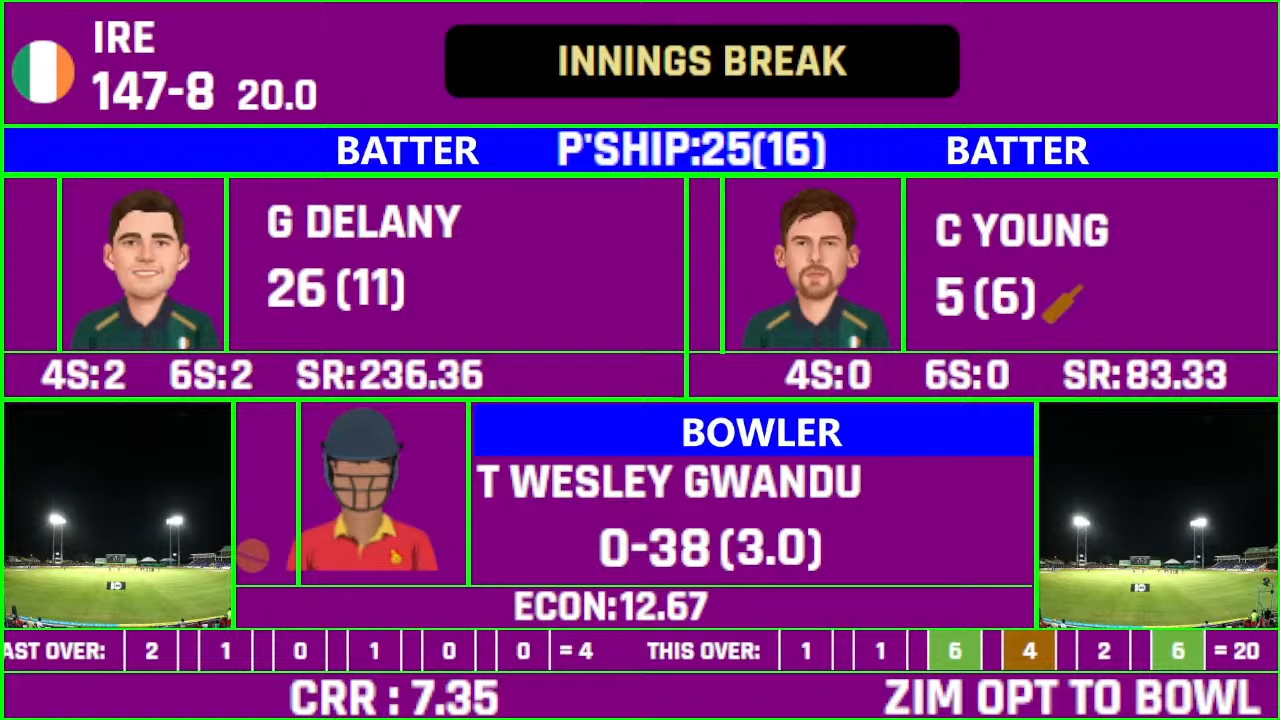 IRE
147-8 20.0
INNINGS BREAK
BATTER P'SHIP:25(16) BATTER
G DELANY
26 (11)
C YOUNG
5 (6)
4S:2 6S:2 SR:236.36
4S:0 6S:0 SR:83.33
BOWLER
T WESLEY GWANDU
0-38 (3.0)
ECON:12.67
AST OVER: 2 1 0 1 0 0 = 4 THIS OVER: 1 1 6 4 2 6 = 20
CRR : 7.35 ZIM OPT TO BOWL